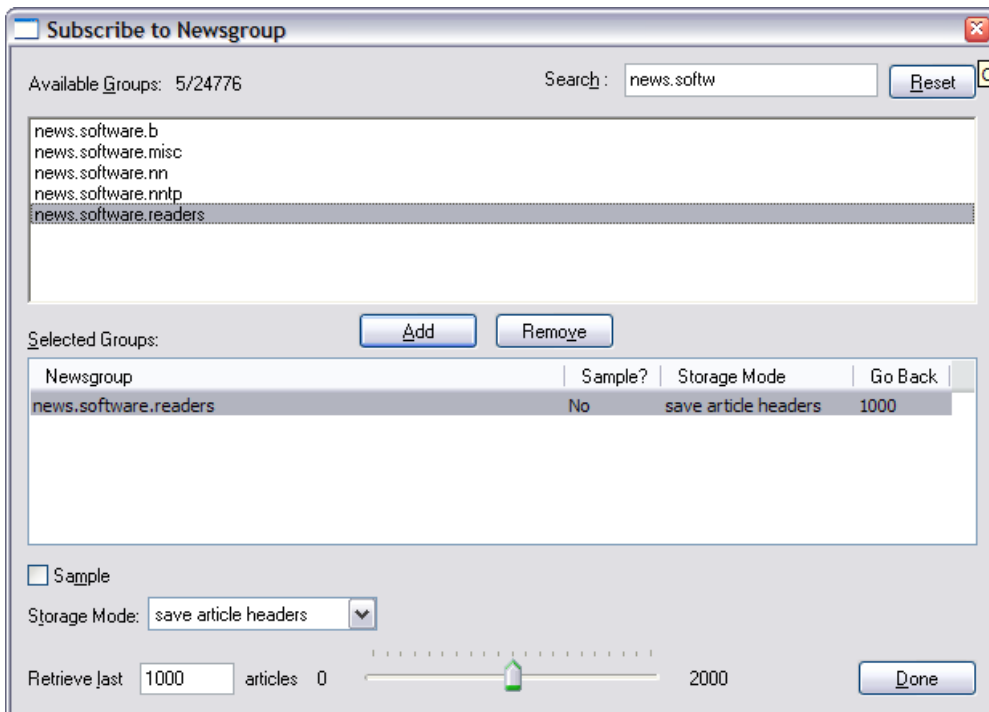 Subscribe to Newsgroup
Available Groups: 5/24776 Search : news.softw Reset
news.software.b
news.software.misc
news.software.nn
news.software.nntp
news.software.readers
Add Remove
Selected Groups:
Newsgroup Sample? Storage Mode Go Back
news.software.readers No save article headers 1000
Sample
Storage Mode: save article headers
Retrieve last 1000 articles 0 2000 Done